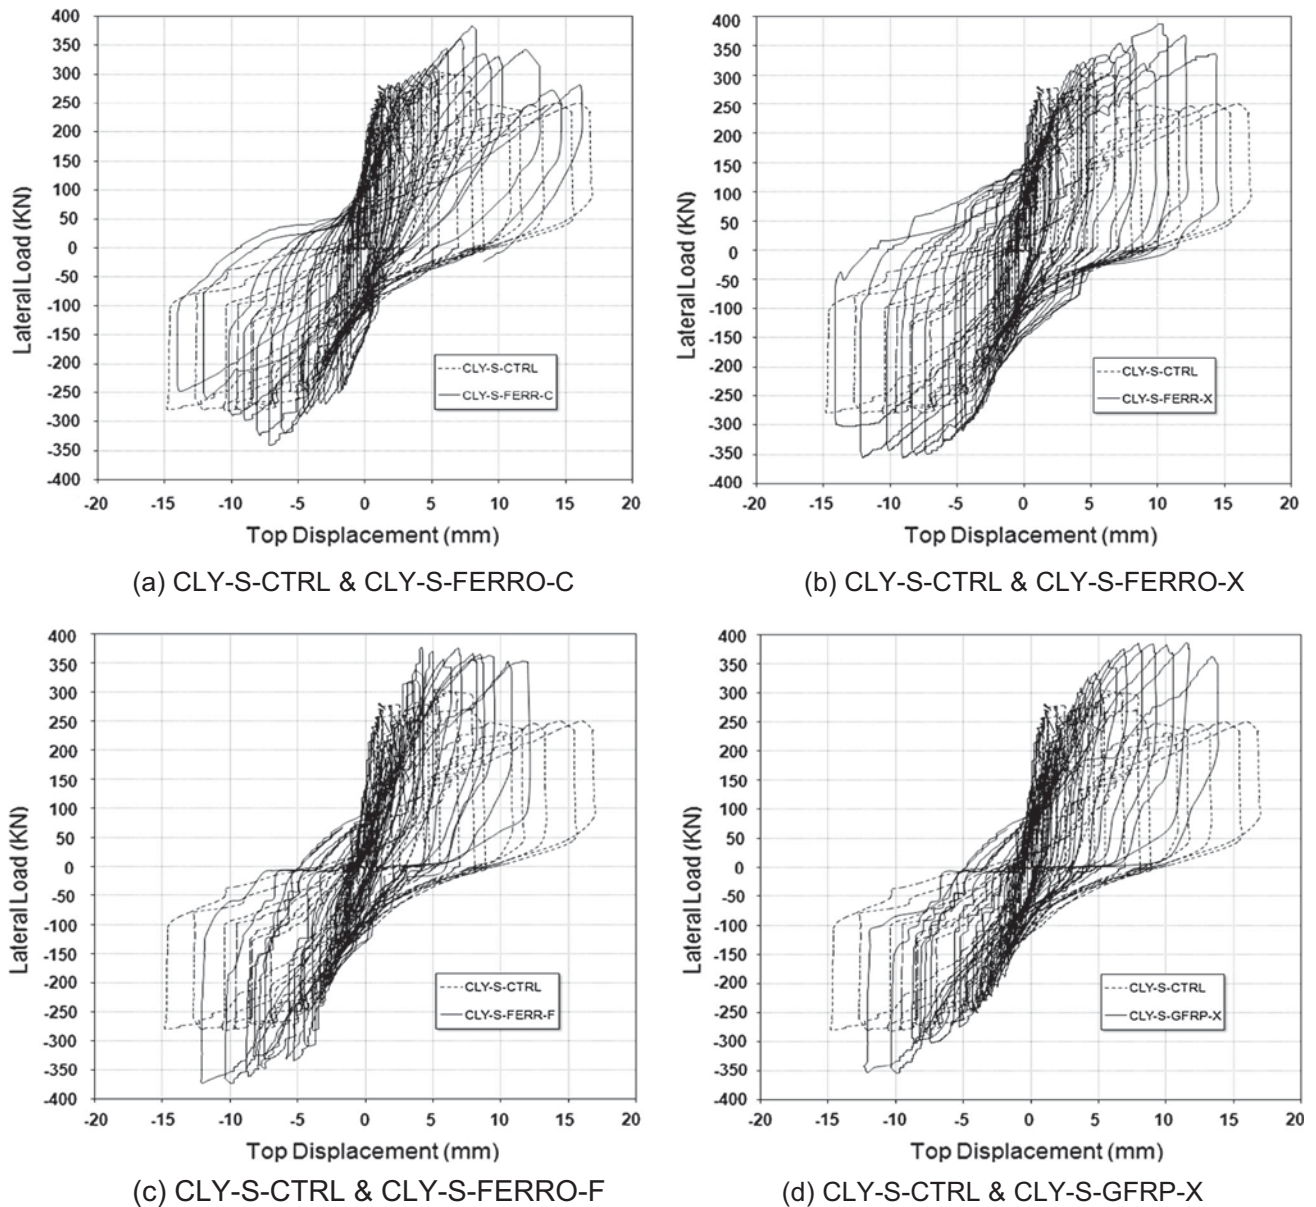 400
350
300
250
200
150
100
50
0
-50
-100
-150
-200
-250
-300
-350
-400
Lateral Load (KN)
CLY-S-CTRL
CLY-S-FERR-C
-20 -15 -10 -5 0 5 10 15 20
Top Displacement (mm)
(a) CLY-S-CTRL & CLY-S-FERRO-C
400
350
300
250
200
150
100
50
0
-50
-100
-150
-200
-250
-300
-350
-400
Lateral Load (KN)
CLY-S-CTRL
CLY-S-FERR-X
-20 -15 -10 -5 0 5 10 15 20
Top Displacement (mm)
(b) CLY-S-CTRL & CLY-S-FERRO-X
400
350
300
250
200
150
100
50
0
-50
-100
-150
-200
-250
-300
-350
-400
Lateral Load (KN)
CLY-S-CTRL
CLY-S-FERR-F
-20 -15 -10 -5 0 5 10 15 20
Top Displacement (mm)
(c) CLY-S-CTRL & CLY-S-FERRO-F
400
350
300
250
200
150
100
50
0
-50
-100
-150
-200
-250
-300
-350
-400
Lateral Load (KN)
CLY-S-CTRL
CLY-S-GFRP-X
-20 -15 -10 -5 0 5 10 15 20
Top Displacement (mm)
(d) CLY-S-CTRL & CLY-S-GFRP-X